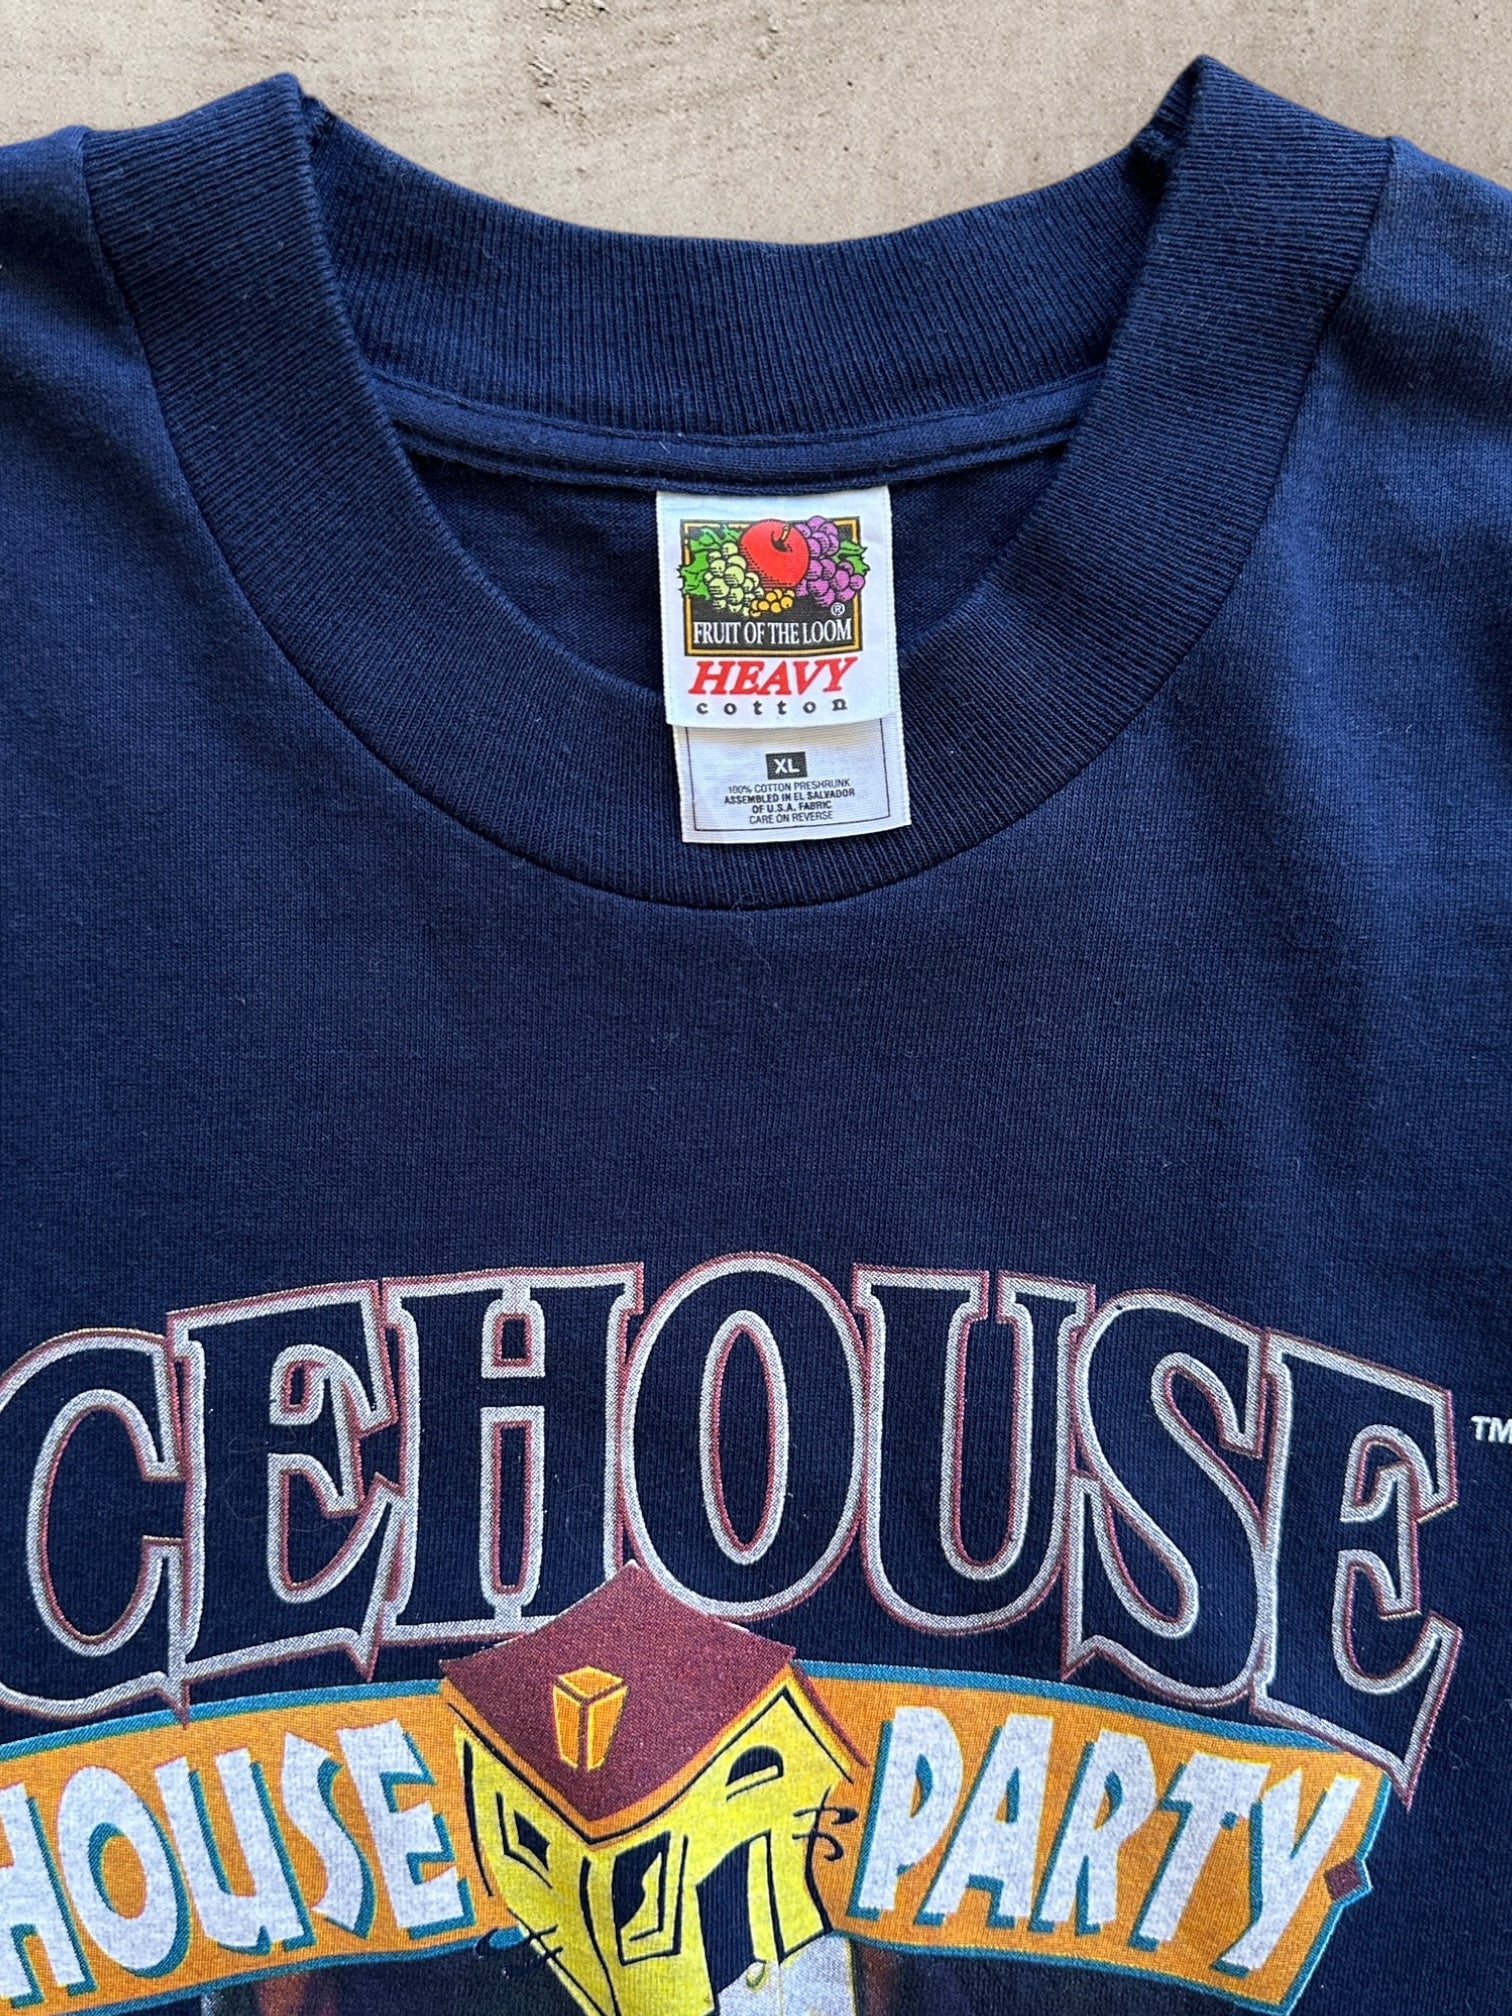 ®
FRUIT OF THE LOOM
HEAVY
cotton
XL
100% COTTON PRESHRUNK
ASSEMBLED IN EL SALVADOR
OF U.S.A. FABRIC
CARE ON REVERSE
CEHOUSE TM
HOUSE PARTY